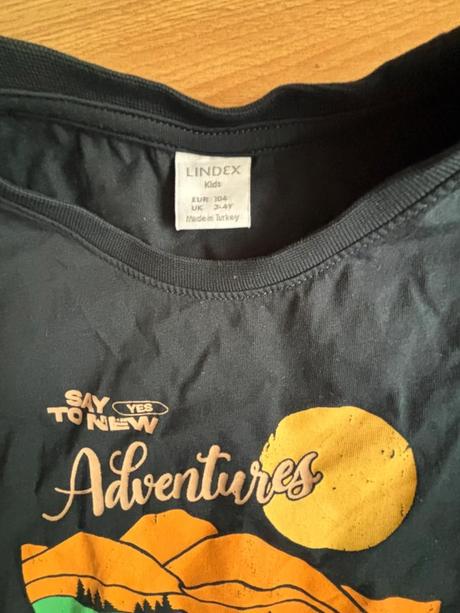 LINDEX
Kids
EUR 104
UK 3-4Y
Made in Turkey
SAY YES
TO NEW
Adventures